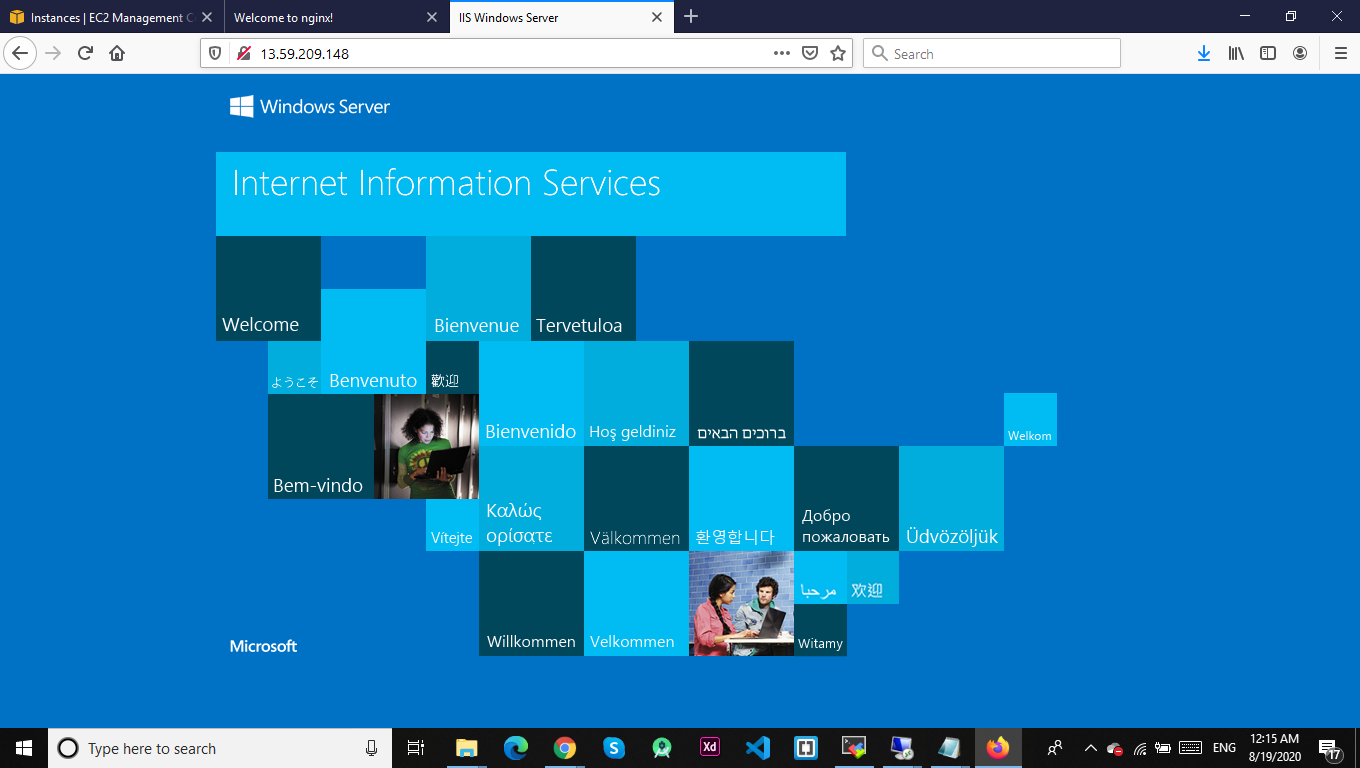 Instances | EC2 Management C
Welcome to nginx!
IIS Windows Server
13.59.209.148
Search
Windows Server
Internet Information Services
Welcome
Bienvenue
Tervetuloa
ようこそ
Benvenuto
歡迎
Bienvenido
Hoş geldiniz
ברוכים הבאים
Welkom
Bem-vindo
Vítejte
Καλώς
ορίσατε
Välkommen
환영합니다
Добро
пожаловать
Üdvözöljük
Willkommen
Velkommen
مرحبا
欢迎
Witamy
Microsoft
Type here to search
Xd
ENG
12:15 AM
8/19/2020
17